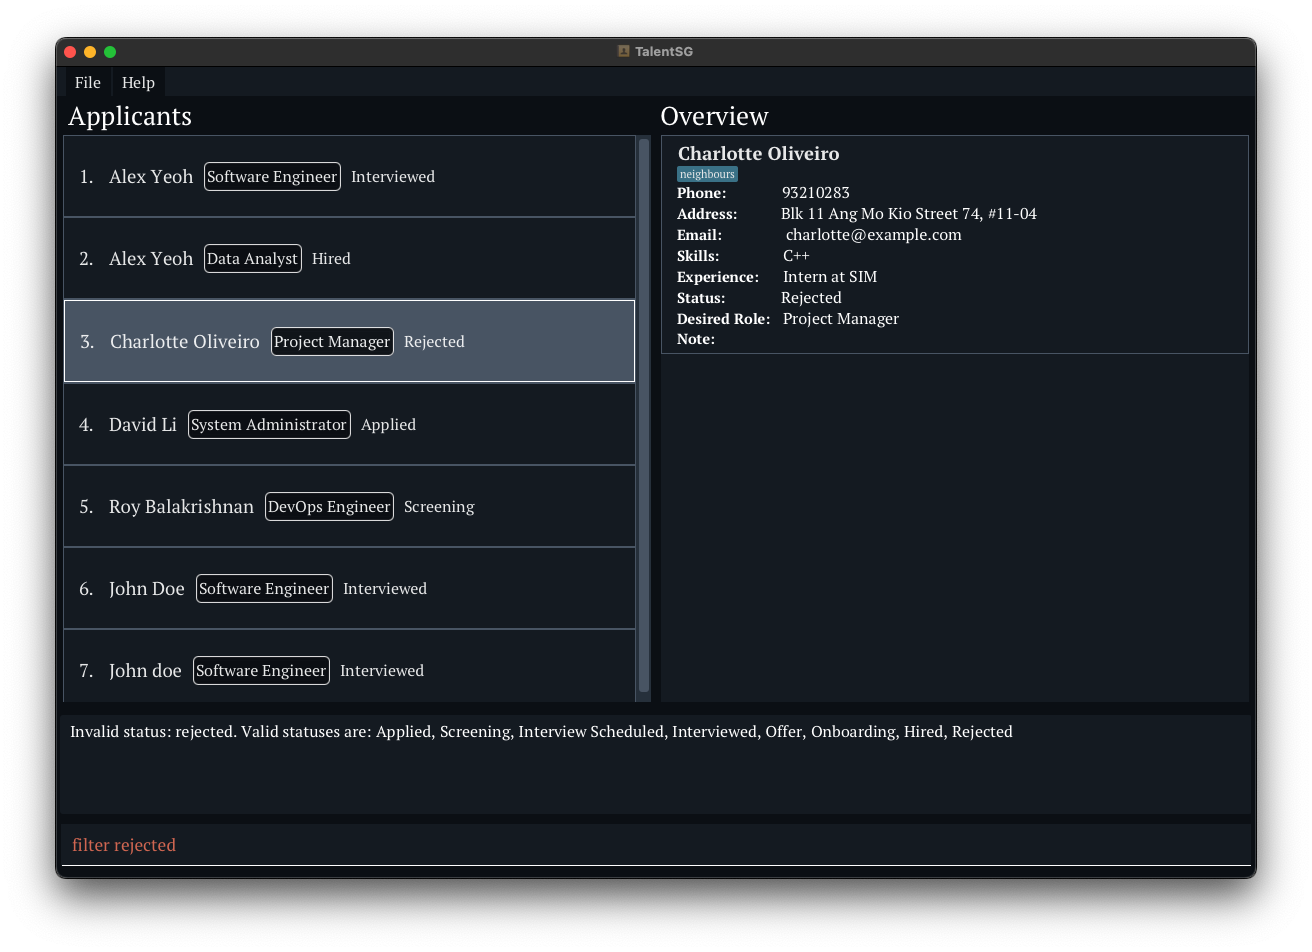 TalentSG
File Help
Applicants
1. Alex Yeoh Software Engineer Interviewed
2. Alex Yeoh Data Analyst Hired
3. Charlotte Oliveiro Project Manager Rejected
4. David Li System Administrator Applied
5. Roy Balakrishnan DevOps Engineer Screening
6. John Doe Software Engineer Interviewed
7. John doe Software Engineer Interviewed
Overview
Charlotte Oliveiro
neighbours
Phone: 93210283
Address: Blk 11 Ang Mo Kio Street 74, #11-04
Email: charlotte@example.com
Skills: C++
Experience: Intern at SIM
Status: Rejected
Desired Role: Project Manager
Note:
Invalid status: rejected. Valid statuses are: Applied, Screening, Interview Scheduled, Interviewed, Offer, Onboarding, Hired, Rejected
filter rejected